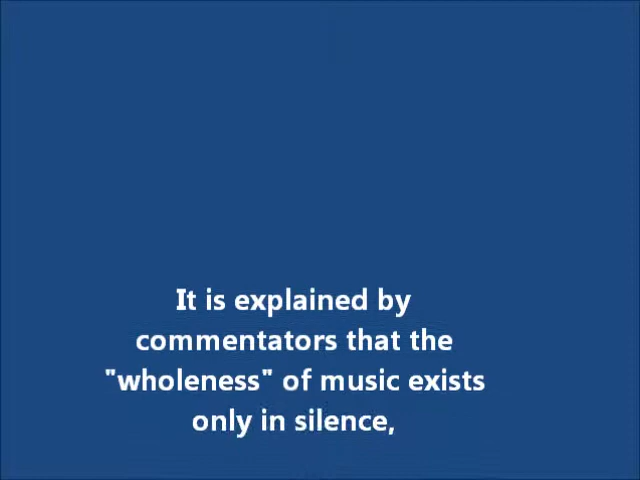 It is explained by
commentators that the
"wholeness" of music exists
only in silence,